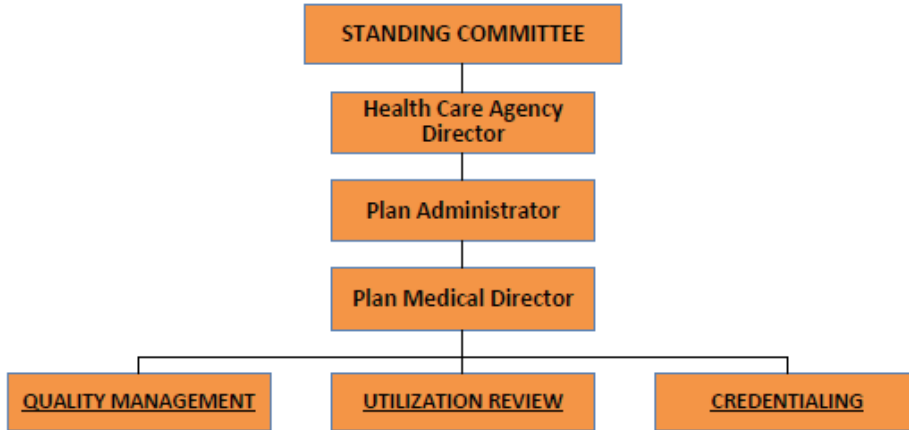 STANDING COMMITTEE
Health Care Agency
Director
Plan Administrator
Plan Medical Director
QUALITY MANAGEMENT
UTILIZATION REVIEW
CREDENTIALING